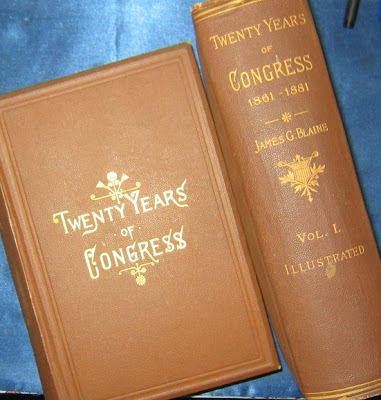 TWENTY YEARS
OF
CONGRESS
TWENTY YEARS
OF
CONGRESS
1861-1881
JAMES G. BLAINE
VOL. I.
ILLUSTRATED